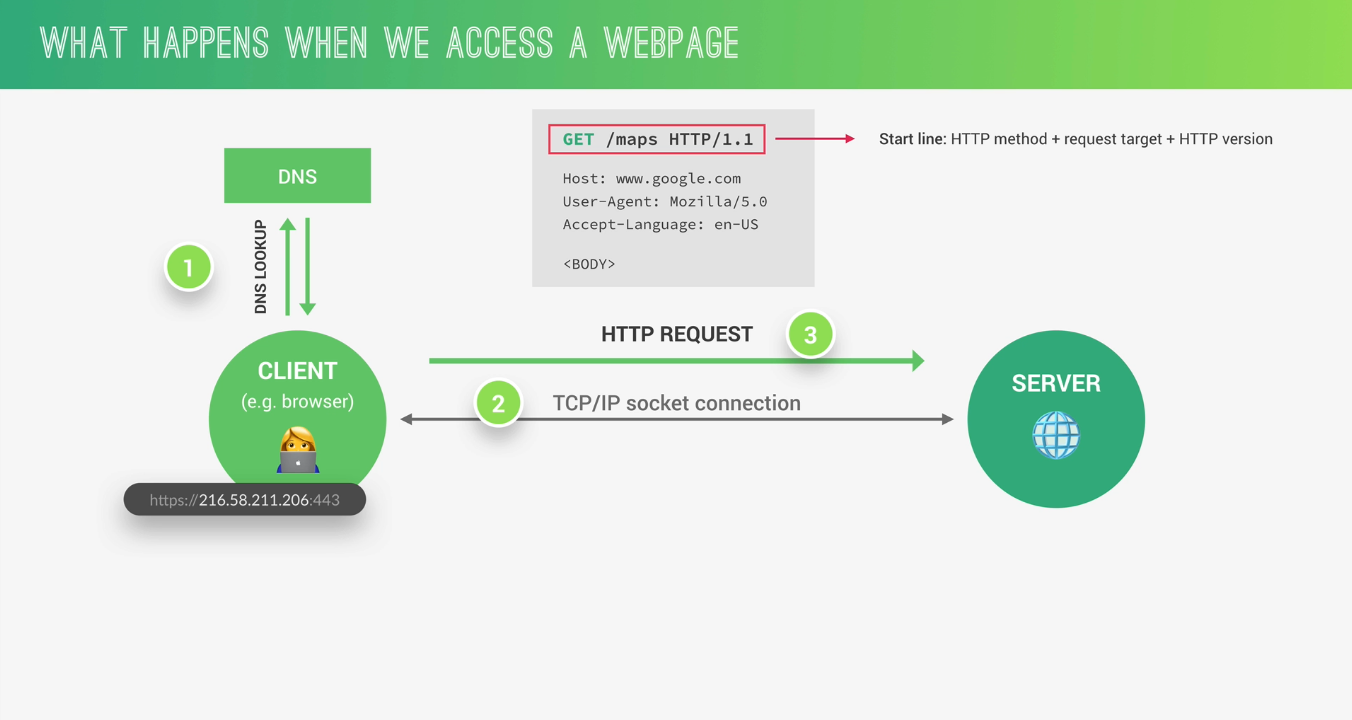 WHAT HAPPENS WHEN WE ACCESS A WEBPAGE
GET /maps HTTP/1.1
Start line: HTTP method + request target + HTTP version
Host: www.google.com
User-Agent: Mozilla/5.0
Accept-Language: en-US
<BODY>
DNS
1
DNS LOOKUP
HTTP REQUEST
3
2
TCP/IP socket connection
CLIENT
(e.g. browser)
https://216.58.211.206:443
SERVER